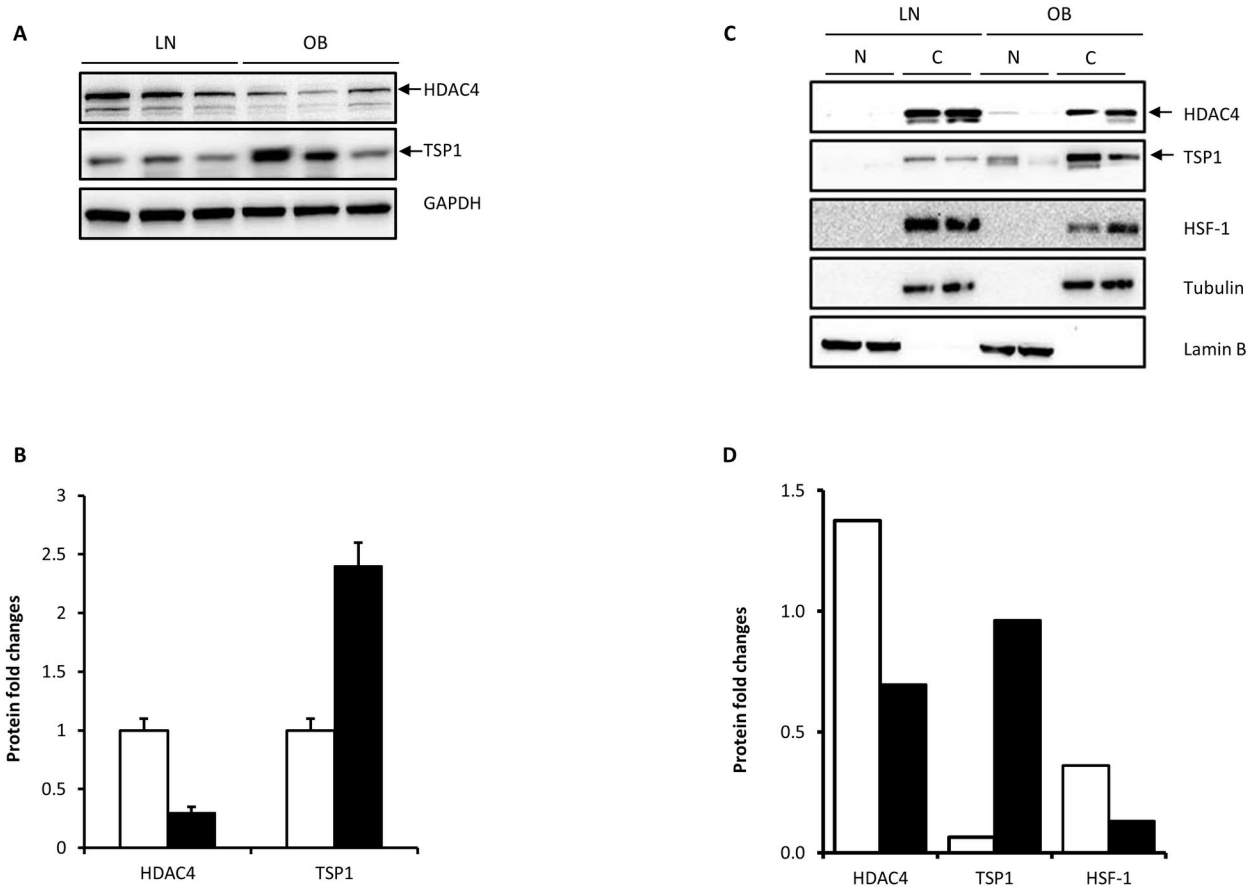 A
LN OB
HDAC4
TSP1
GAPDH
C
LN OB
N C N C
HDAC4
TSP1
HSF-1
Tubulin
Lamin B
B
Protein fold changes
3
2.5
2
1.5
1
0.5
0
HDAC4 TSP1
D
Protein fold changes
1.5
1.0
0.5
0.0
HDAC4 TSP1 HSF-1